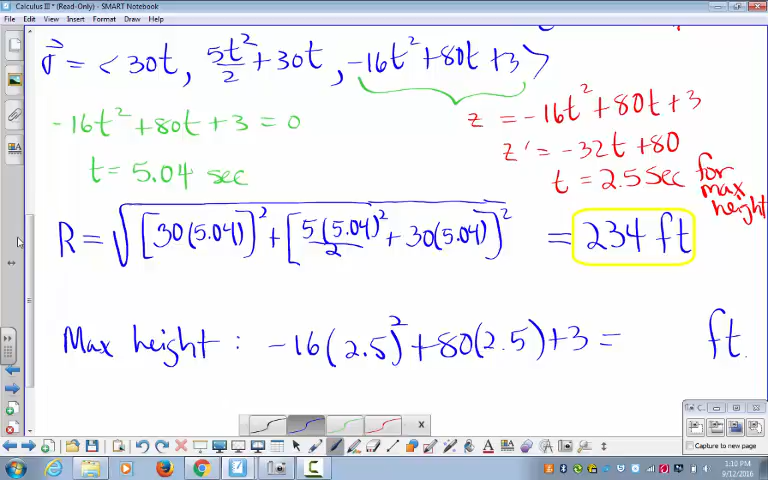 Calculus III * (Read-Only) - SMART Notebook
File Edit View Insert Format Draw Help
r⃗ = < 30t, 5t²/2 + 30t, -16t² + 80t + 3 >
-16t² + 80t + 3 = 0
t = 5.04 sec
z = -16t² + 80t + 3
z' = -32t + 80
t = 2.5 sec for max height
R = √([30(5.04)]² + [5(5.04)²/2 + 30(5.04)]²) = 234 ft
Max height : -16(2.5)² + 80(2.5) + 3 = ft.
Capture to new page
1:10 PM
9/12/2016